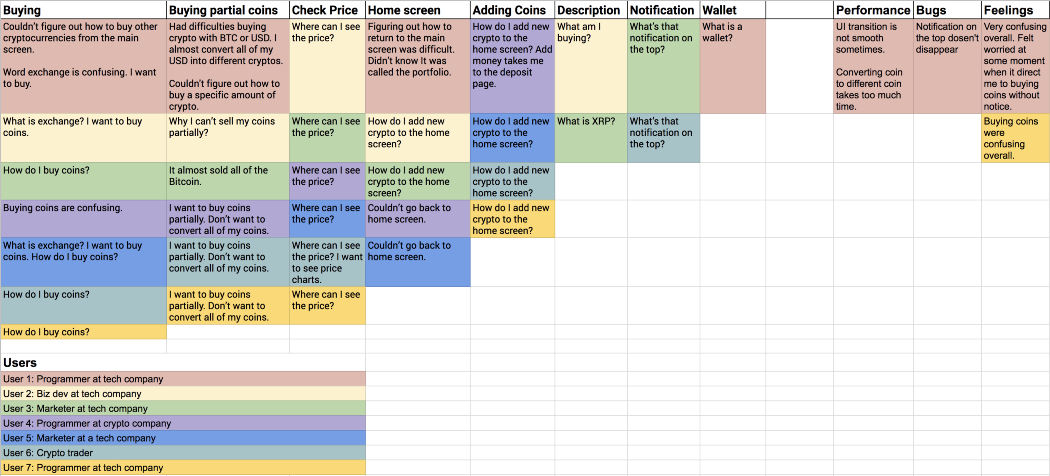 Buying
Buying partial coins
Check Price
Home screen
Adding Coins
Description
Notification
Wallet
Performance
Bugs
Feelings
Couldn't figure out how to buy other
cryptocurrencies from the main
screen.
Word exchange is confusing. I want
to buy.
Had difficulties buying
crypto with BTC or USD. I
almost convert all of my
USD into different cryptos.
Couldn't figure out how to
buy a specific amount of
crypto.
Where can I see
the price?
Figuring out how to
return to the main
screen was difficult.
Didn't know It was
called the portfolio.
How do I add new
crypto to the
home screen? Add
money takes me
to the deposit
page.
What am I
buying?
What's that
notification on
the top?
What is a
wallet?
UI transition is
not smooth
sometimes.
Converting coin
to different coin
takes too much
time.
Notification on
the top dosen't
disappear
Very confusing
overall. Felt
worried at
some moment
when it direct
me to buying
coins without
notice.
What is exchange? I want to buy
coins.
Why I can't sell my coins
partially?
Where can I see
the price?
How do I add new
crypto to the home
screen?
How do I add new
crypto to the
home screen?
What is XRP?
What's that
notification on
the top?
Buying coins
were
confusing
overall.
How do I buy coins?
It almost sold all of the
Bitcoin.
Where can I see
the price?
How do I add new
crypto to the home
screen?
How do I add new
crypto to the
home screen?
Buying coins are confusing.
I want to buy coins
partially. Don't want to
convert all of my coins.
Where can I see
the price?
Couldn't go back to
home screen.
How do I add new
crypto to the
home screen?
What is exchange? I want to buy
coins. How do I buy coins?
I want to buy coins
partially. Don't want to
convert all of my coins.
Where can I see
the price? I want
to see price
charts.
Couldn't go back to
home screen.
How do I buy coins?
I want to buy coins
partially. Don't want to
convert all of my coins.
Where can I see
the price?
How do I buy coins?
Users
User 1: Programmer at tech company
User 2: Biz dev at tech company
User 3: Marketer at tech company
User 4: Programmer at crypto company
User 5: Marketer at a tech company
User 6: Crypto trader
User 7: Programmer at tech company